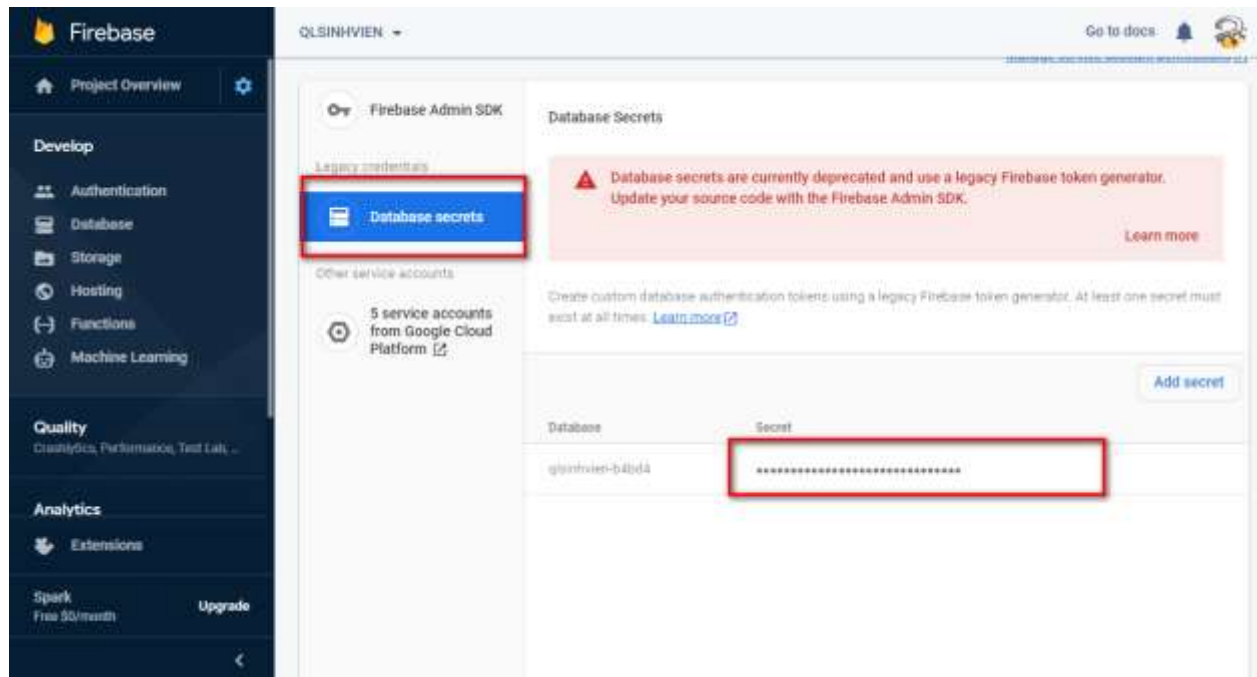 Firebase
QLSINHVIEN
Go to docs
Project Overview
Develop
Authentication
Database
Storage
Hosting
Functions
Machine Learning
Quality
Crashlytics, Performance, Test Lab, ...
Analytics
Extensions
Spark
Free $0/month
Upgrade
Firebase Admin SDK
Legacy credentials
Database secrets
Other service accounts
5 service accounts
from Google Cloud
Platform
Database Secrets
Database secrets are currently deprecated and use a legacy Firebase token generator.
Update your source code with the Firebase Admin SDK.
Learn more
Create custom database authentication tokens using a legacy Firebase token generator. At least one secret must
exist at all times. Learn more
Add secret
Database
Secret
qlsinhvien-b4bd4
••••••••••••••••••••••••••••••